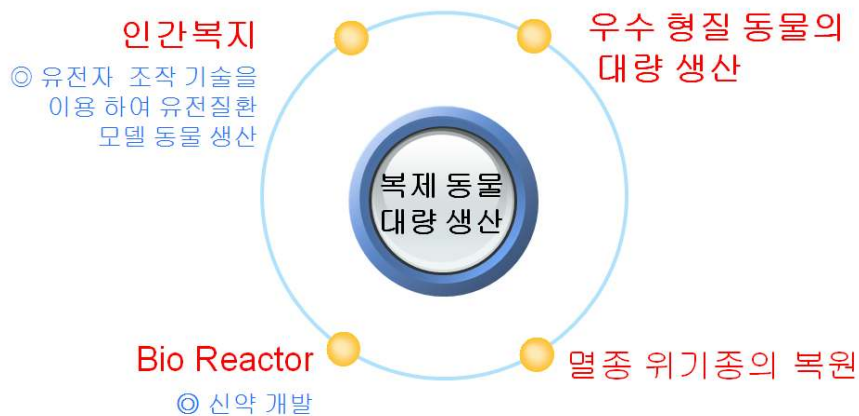 인간복지
◎ 유전자 조작 기술을
이용 하여 유전질환
모델 동물 생산
우수 형질 동물의
대량 생산
복제 동물
대량 생산
Bio Reactor
◎ 신약 개발
멸종 위기종의 복원